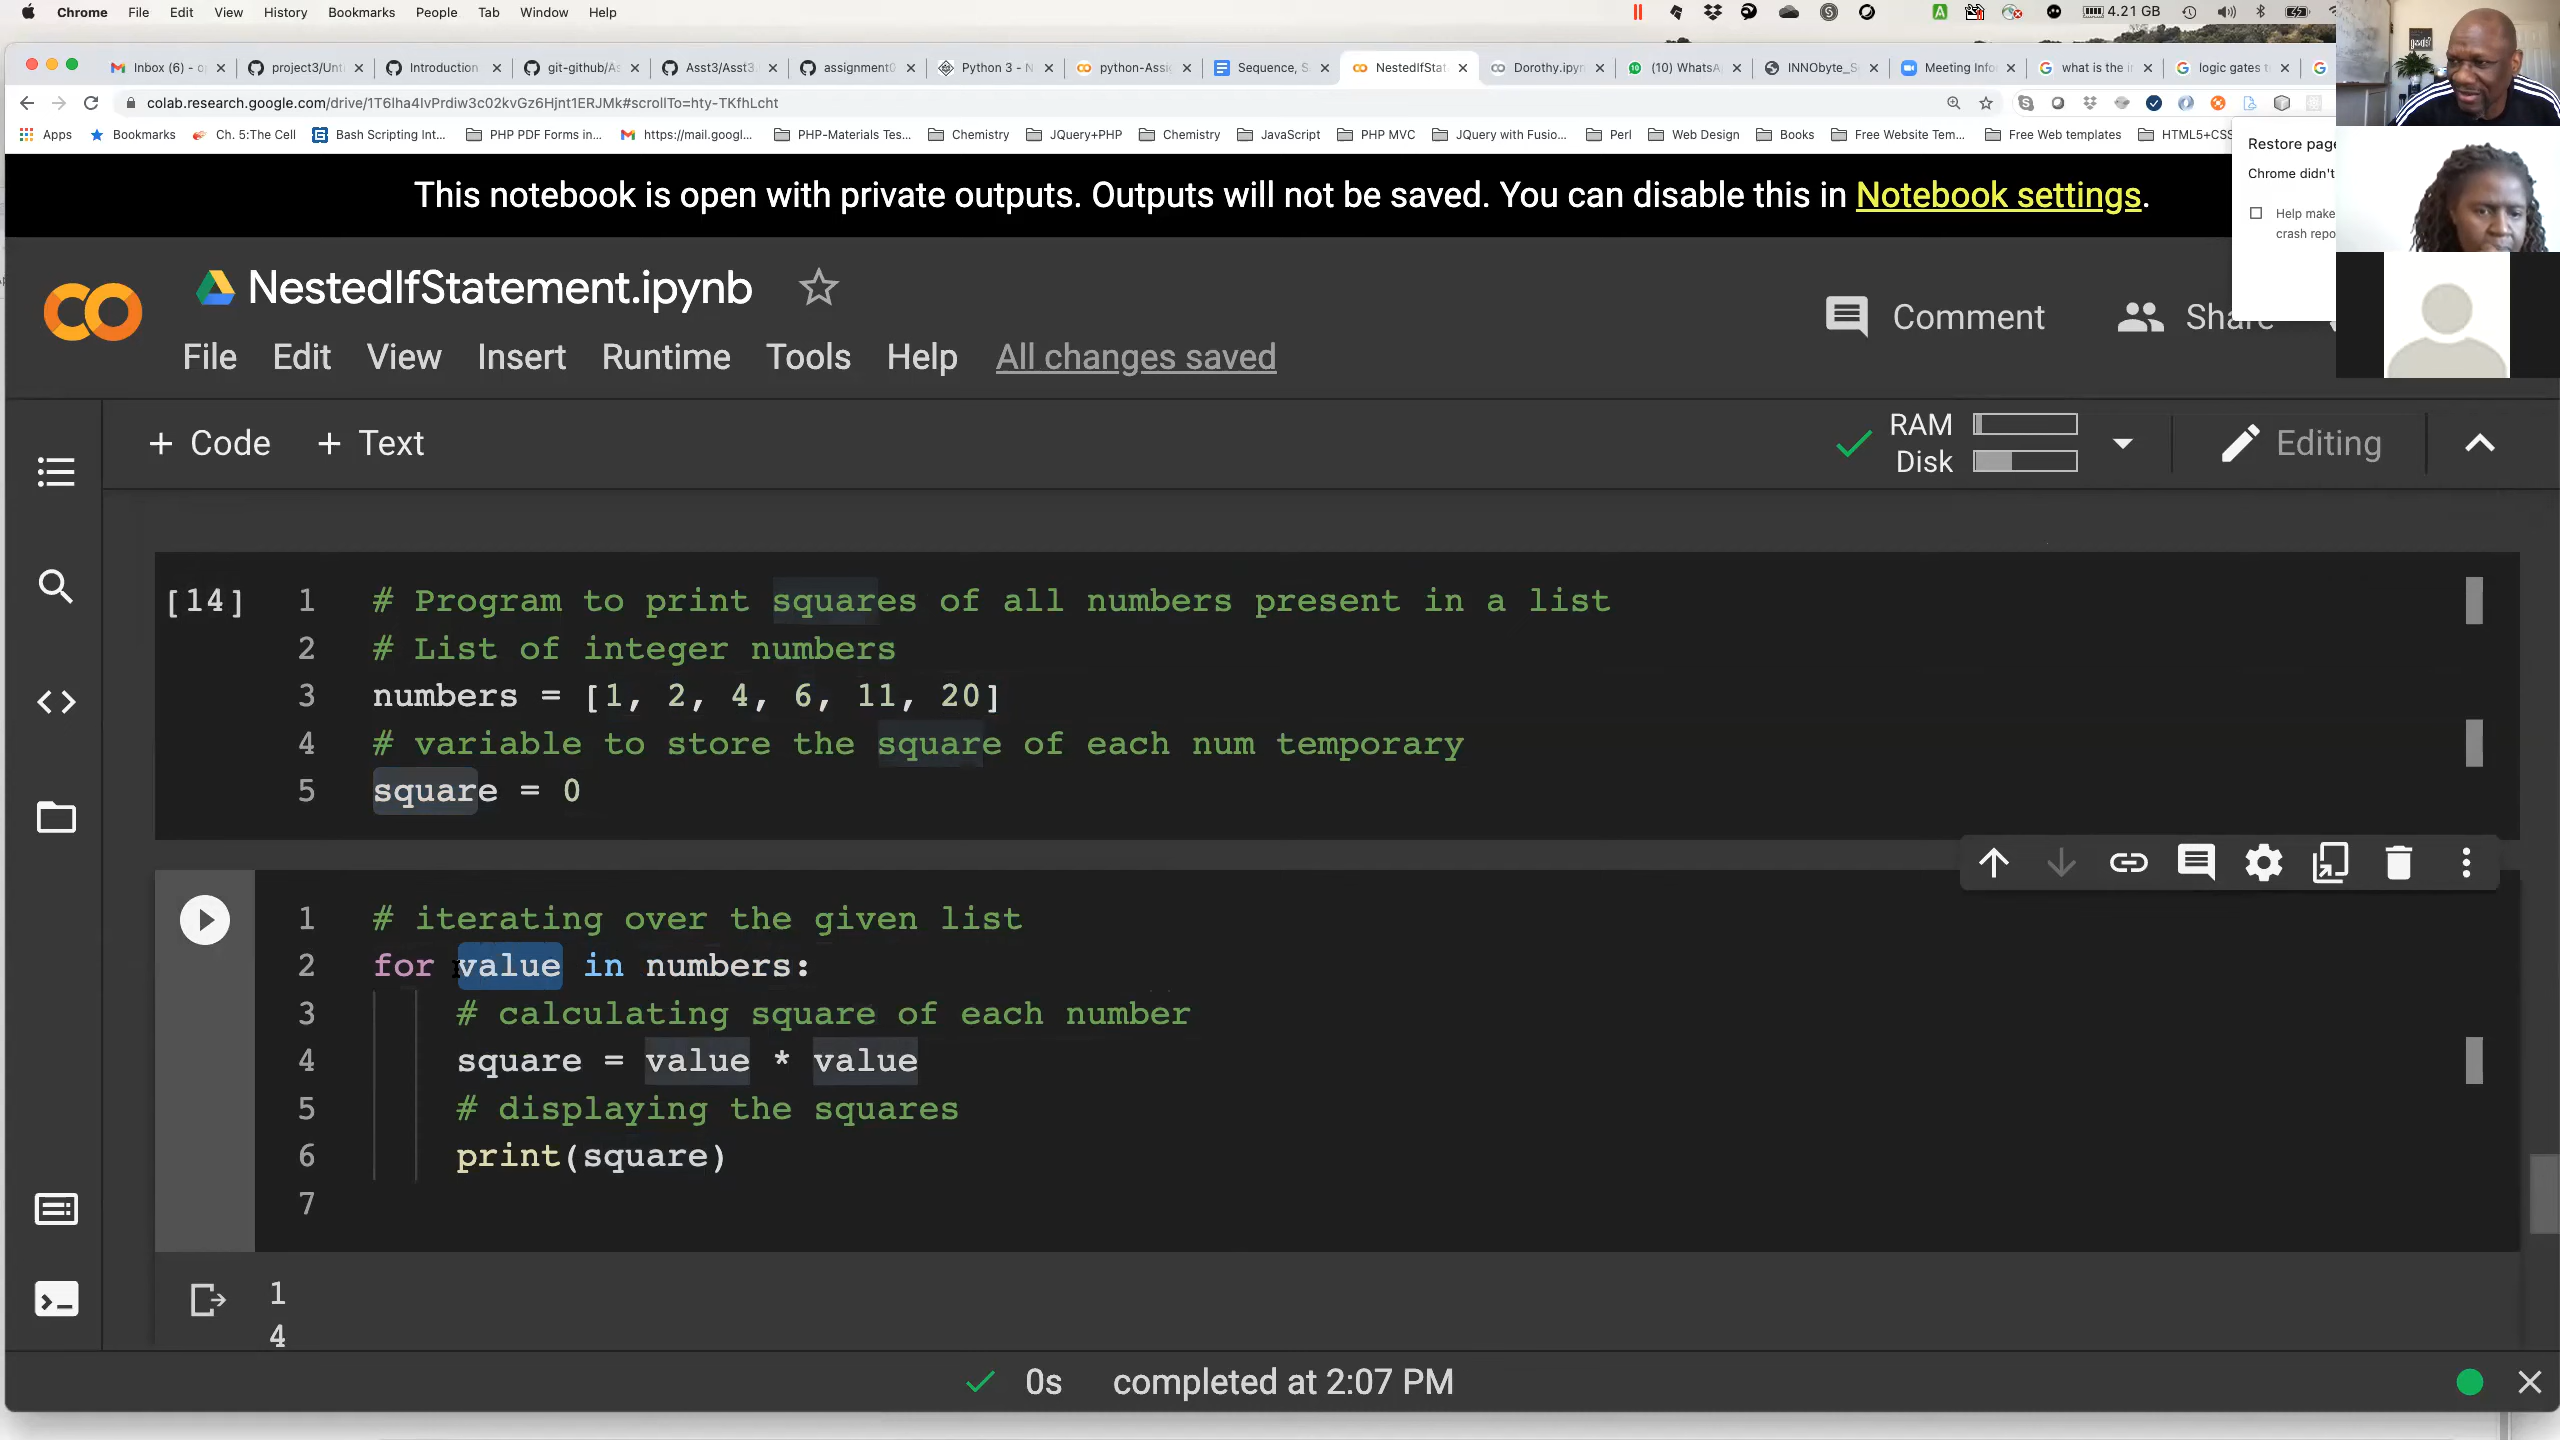 Chrome File Edit View History Bookmarks People Tab Window Help
4.21 GB
Inbox (6) - project3/Unt Introduction git-github/A Asst3/Asst3. assignment Python 3 - N python-Assi Sequence, S NestedIfStat Dorothy.ipyn (10) WhatsA INNObyte_S Meeting Info what is the i logic gates t
colab.research.google.com/drive/1T6Iha4IvPrdiw3c02kvGz6Hjnt1ERJMk#scrollTo=hty-TKfhLcht
Apps Bookmarks Ch. 5:The Cell Bash Scripting Int... PHP PDF Forms in... https://mail.googl... PHP-Materials Tes... Chemistry JQuery+PHP Chemistry JavaScript PHP MVC JQuery with Fusio... Perl Web Design Books Free Website Tem... Free Web templates HTML5+CSS
Restore page
Chrome didn't
Help make
crash repo
This notebook is open with private outputs. Outputs will not be saved. You can disable this in Notebook settings.
NestedIfStatement.ipynb
Comment Share
File Edit View Insert Runtime Tools Help All changes saved
+ Code + Text
RAM
Disk
Editing
[14]
1 # Program to print squares of all numbers present in a list
2 # List of integer numbers
3 numbers = [1, 2, 4, 6, 11, 20]
4 # variable to store the square of each num temporary
5 square = 0
1 # iterating over the given list
2 for value in numbers:
3 # calculating square of each number
4 square = value * value
5 # displaying the squares
6 print(square)
7
1
4
0s completed at 2:07 PM